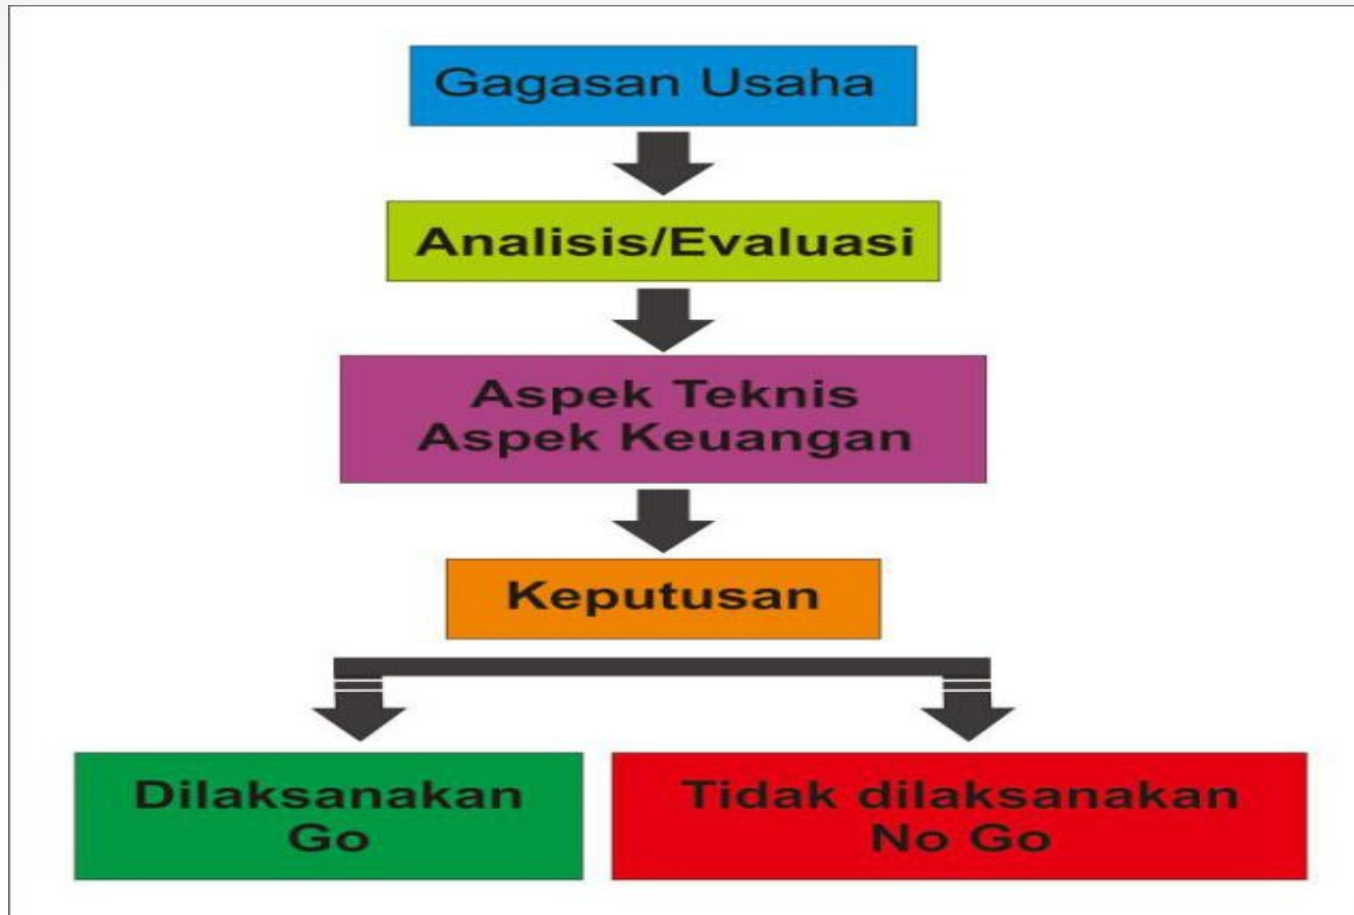 Gagasan Usaha
Analisis/Evaluasi
Aspek Teknis
Aspek Keuangan
Keputusan
Dilaksanakan
Go
Tidak dilaksanakan
No Go